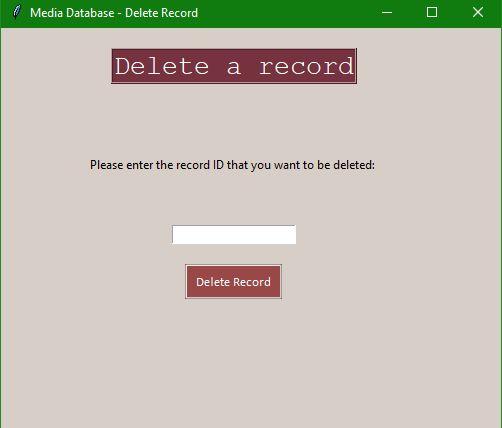 Media Database - Delete Record
Delete a record
Please enter the record ID that you want to be deleted:
Delete Record